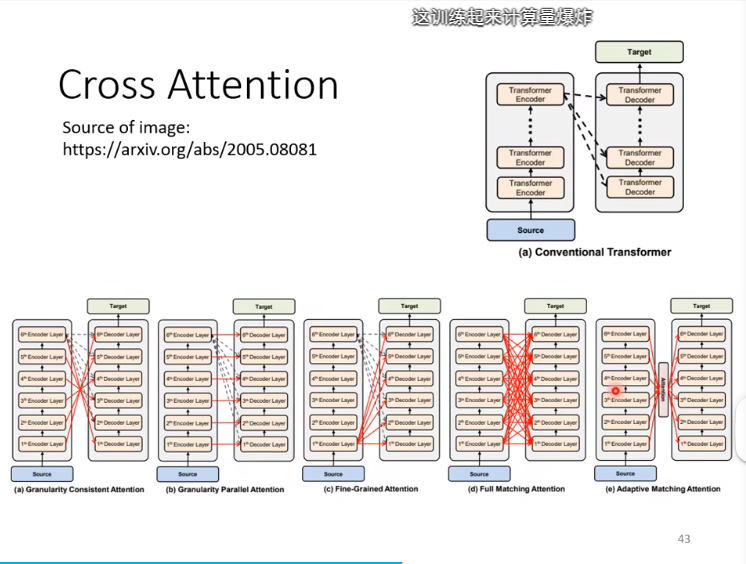 这训练起来计算量爆炸
Cross Attention
Source of image:
https://arxiv.org/abs/2005.08081
Target
Transformer
Encoder
Transformer
Decoder
Transformer
Encoder
Transformer
Decoder
Transformer
Encoder
Transformer
Decoder
Source
(a) Conventional Transformer
Target
6th Encoder Layer
6th Decoder Layer
5th Encoder Layer
5th Decoder Layer
4th Encoder Layer
4th Decoder Layer
3rd Encoder Layer
3rd Decoder Layer
2nd Encoder Layer
2nd Decoder Layer
1st Encoder Layer
1st Decoder Layer
Source
(a) Granularity Consistent Attention
Target
6th Encoder Layer
6th Decoder Layer
5th Encoder Layer
5th Decoder Layer
4th Encoder Layer
4th Decoder Layer
3rd Encoder Layer
3rd Decoder Layer
2nd Encoder Layer
2nd Decoder Layer
1st Encoder Layer
1st Decoder Layer
Source
(b) Granularity Parallel Attention
Target
6th Encoder Layer
6th Decoder Layer
5th Encoder Layer
5th Decoder Layer
4th Encoder Layer
4th Decoder Layer
3rd Encoder Layer
3rd Decoder Layer
2nd Encoder Layer
2nd Decoder Layer
1st Encoder Layer
1st Decoder Layer
Source
(c) Fine-Grained Attention
Target
6th Encoder Layer
6th Decoder Layer
5th Encoder Layer
5th Decoder Layer
4th Encoder Layer
4th Decoder Layer
3rd Encoder Layer
3rd Decoder Layer
2nd Encoder Layer
2nd Decoder Layer
1st Encoder Layer
1st Decoder Layer
Source
(d) Full Matching Attention
Target
6th Encoder Layer
6th Decoder Layer
5th Encoder Layer
5th Decoder Layer
4th Encoder Layer
4th Decoder Layer
3rd Encoder Layer
3rd Decoder Layer
2nd Encoder Layer
2nd Decoder Layer
1st Encoder Layer
1st Decoder Layer
Attention
Source
(e) Adaptive Matching Attention
43